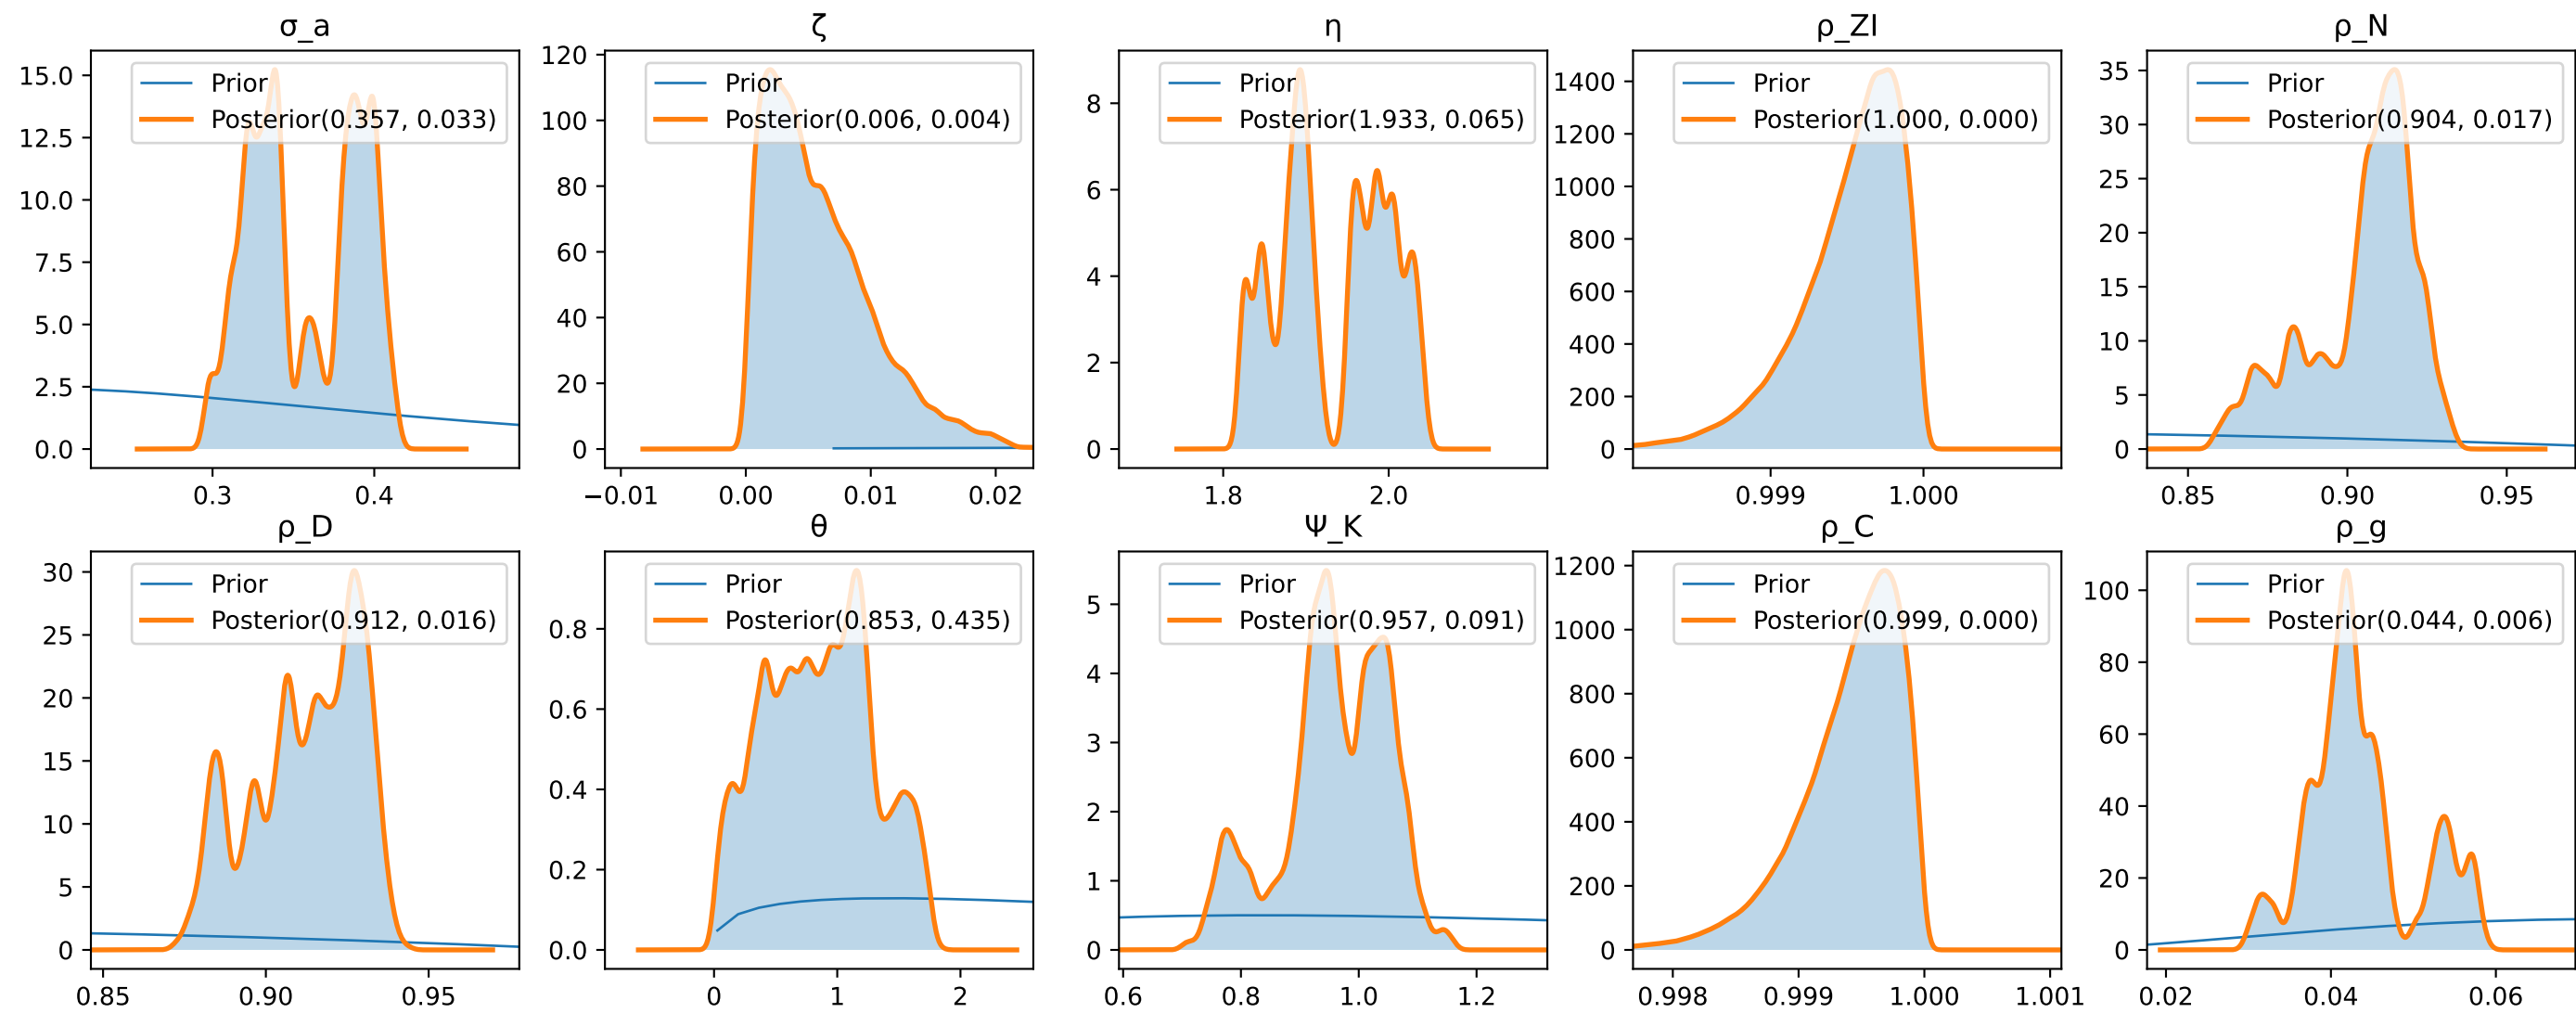 σ_a
15.0
12.5
10.0
7.5
5.0
2.5
0.0
Prior
Posterior(0.357, 0.033)
0.3 0.4
ζ
120
100
80
60
40
20
0
Prior
Posterior(0.006, 0.004)
−0.01 0.00 0.01 0.02
η
8
6
4
2
0
Prior
Posterior(1.933, 0.065)
1.8 2.0
ρ_ZI
1400
1200
1000
800
600
400
200
0
Prior
Posterior(1.000, 0.000)
0.999 1.000
ρ_N
35
30
25
20
15
10
5
0
Prior
Posterior(0.904, 0.017)
0.85 0.90 0.95
ρ_D
30
25
20
15
10
5
0
Prior
Posterior(0.912, 0.016)
0.85 0.90 0.95
θ
0.8
0.6
0.4
0.2
0.0
Prior
Posterior(0.853, 0.435)
0 1 2
Ψ_K
5
4
3
2
1
0
Prior
Posterior(0.957, 0.091)
0.6 0.8 1.0 1.2
ρ_C
1200
1000
800
600
400
200
0
Prior
Posterior(0.999, 0.000)
0.998 0.999 1.000 1.001
ρ_g
100
80
60
40
20
0
Prior
Posterior(0.044, 0.006)
0.02 0.04 0.06